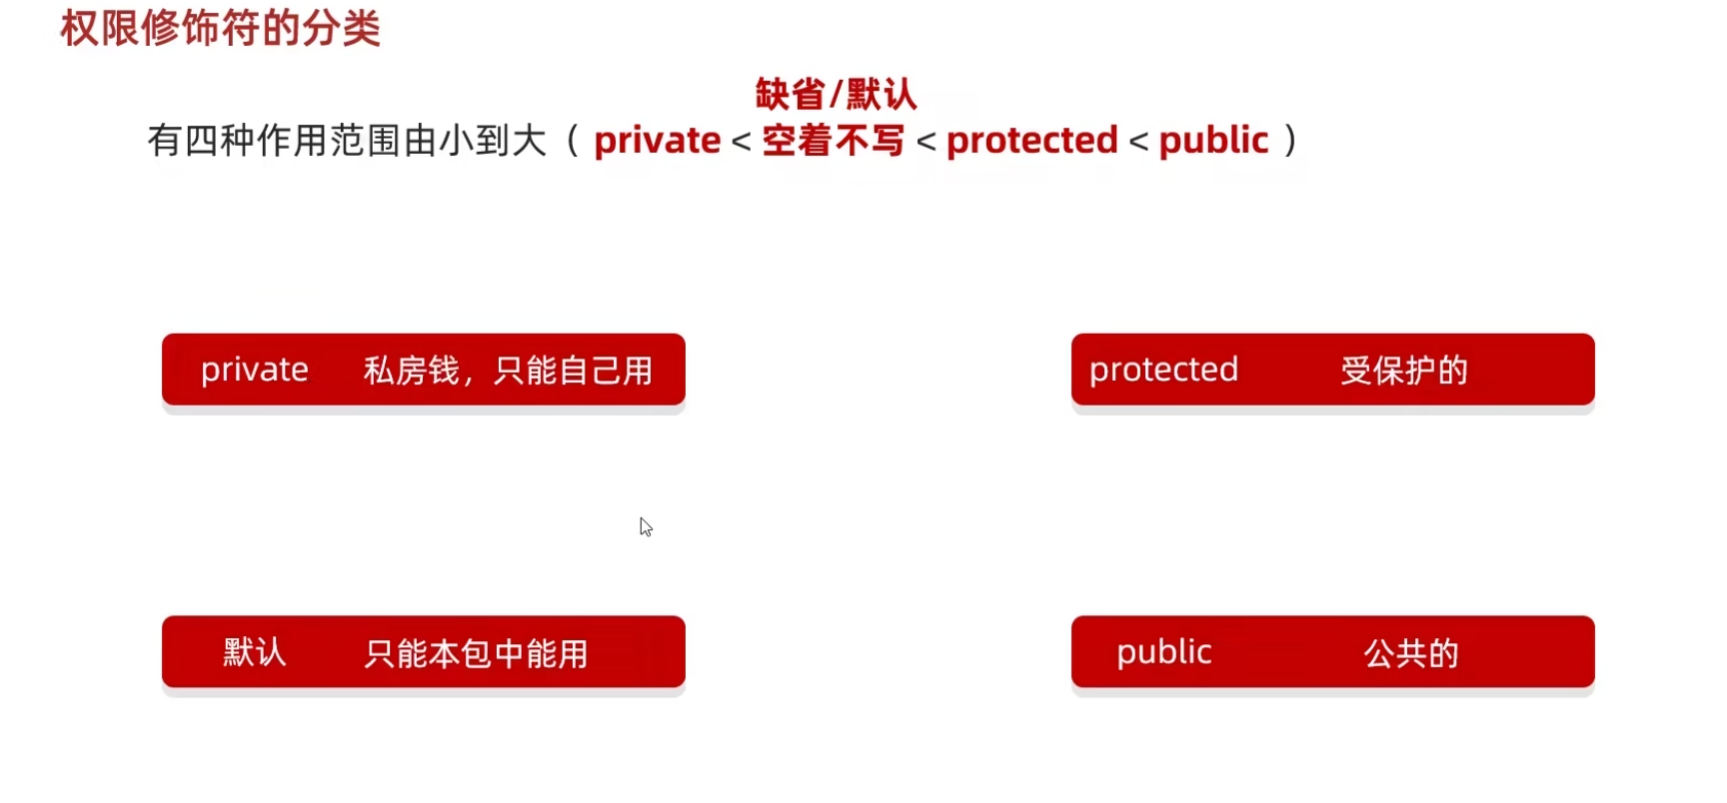 权限修饰符的分类
缺省/默认
有四种作用范围由小到大（ private < 空着不写 < protected < public ）
private 私房钱，只能自己用
protected 受保护的
默认 只能本包中能用
public 公共的